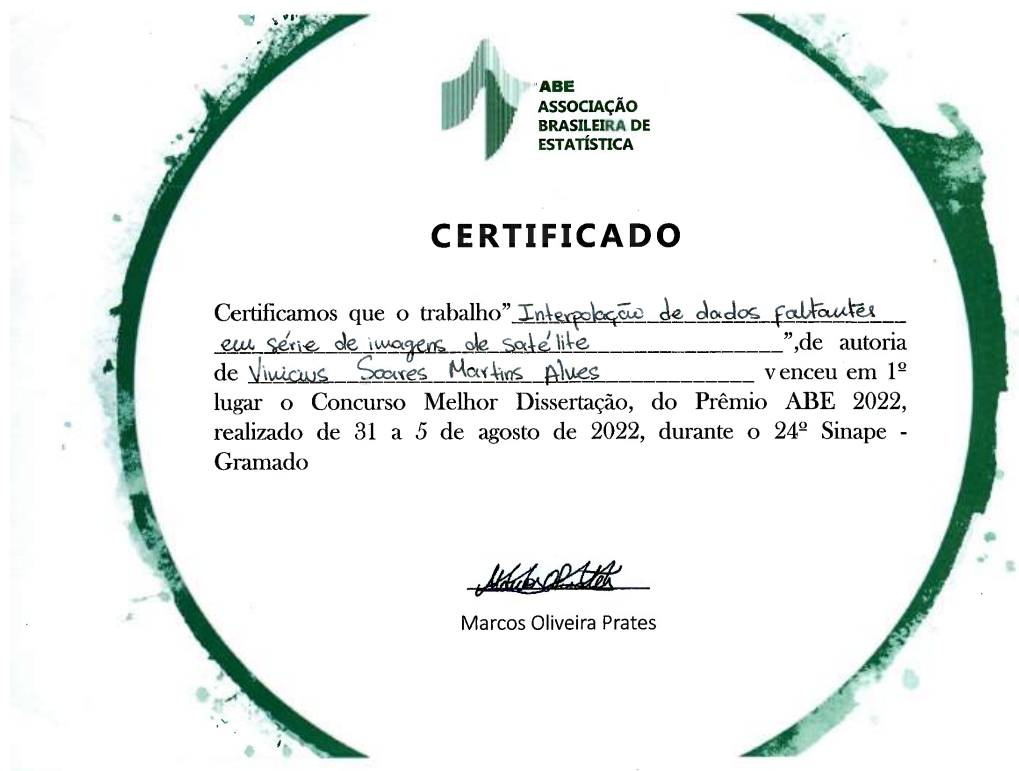 ABE
ASSOCIAÇÃO
BRASILEIRA DE
ESTATÍSTICA
CERTIFICADO
Certificamos que o trabalho” Interpolação de dados faltantes
em série de imagens de satélite ”,de autoria
de Vinicius Soares Martins Alves venceu em 1º
lugar o Concurso Melhor Dissertação, do Prêmio ABE 2022,
realizado de 31 a 5 de agosto de 2022, durante o 24º Sinape -
Gramado
Marcos Oliveira Prates